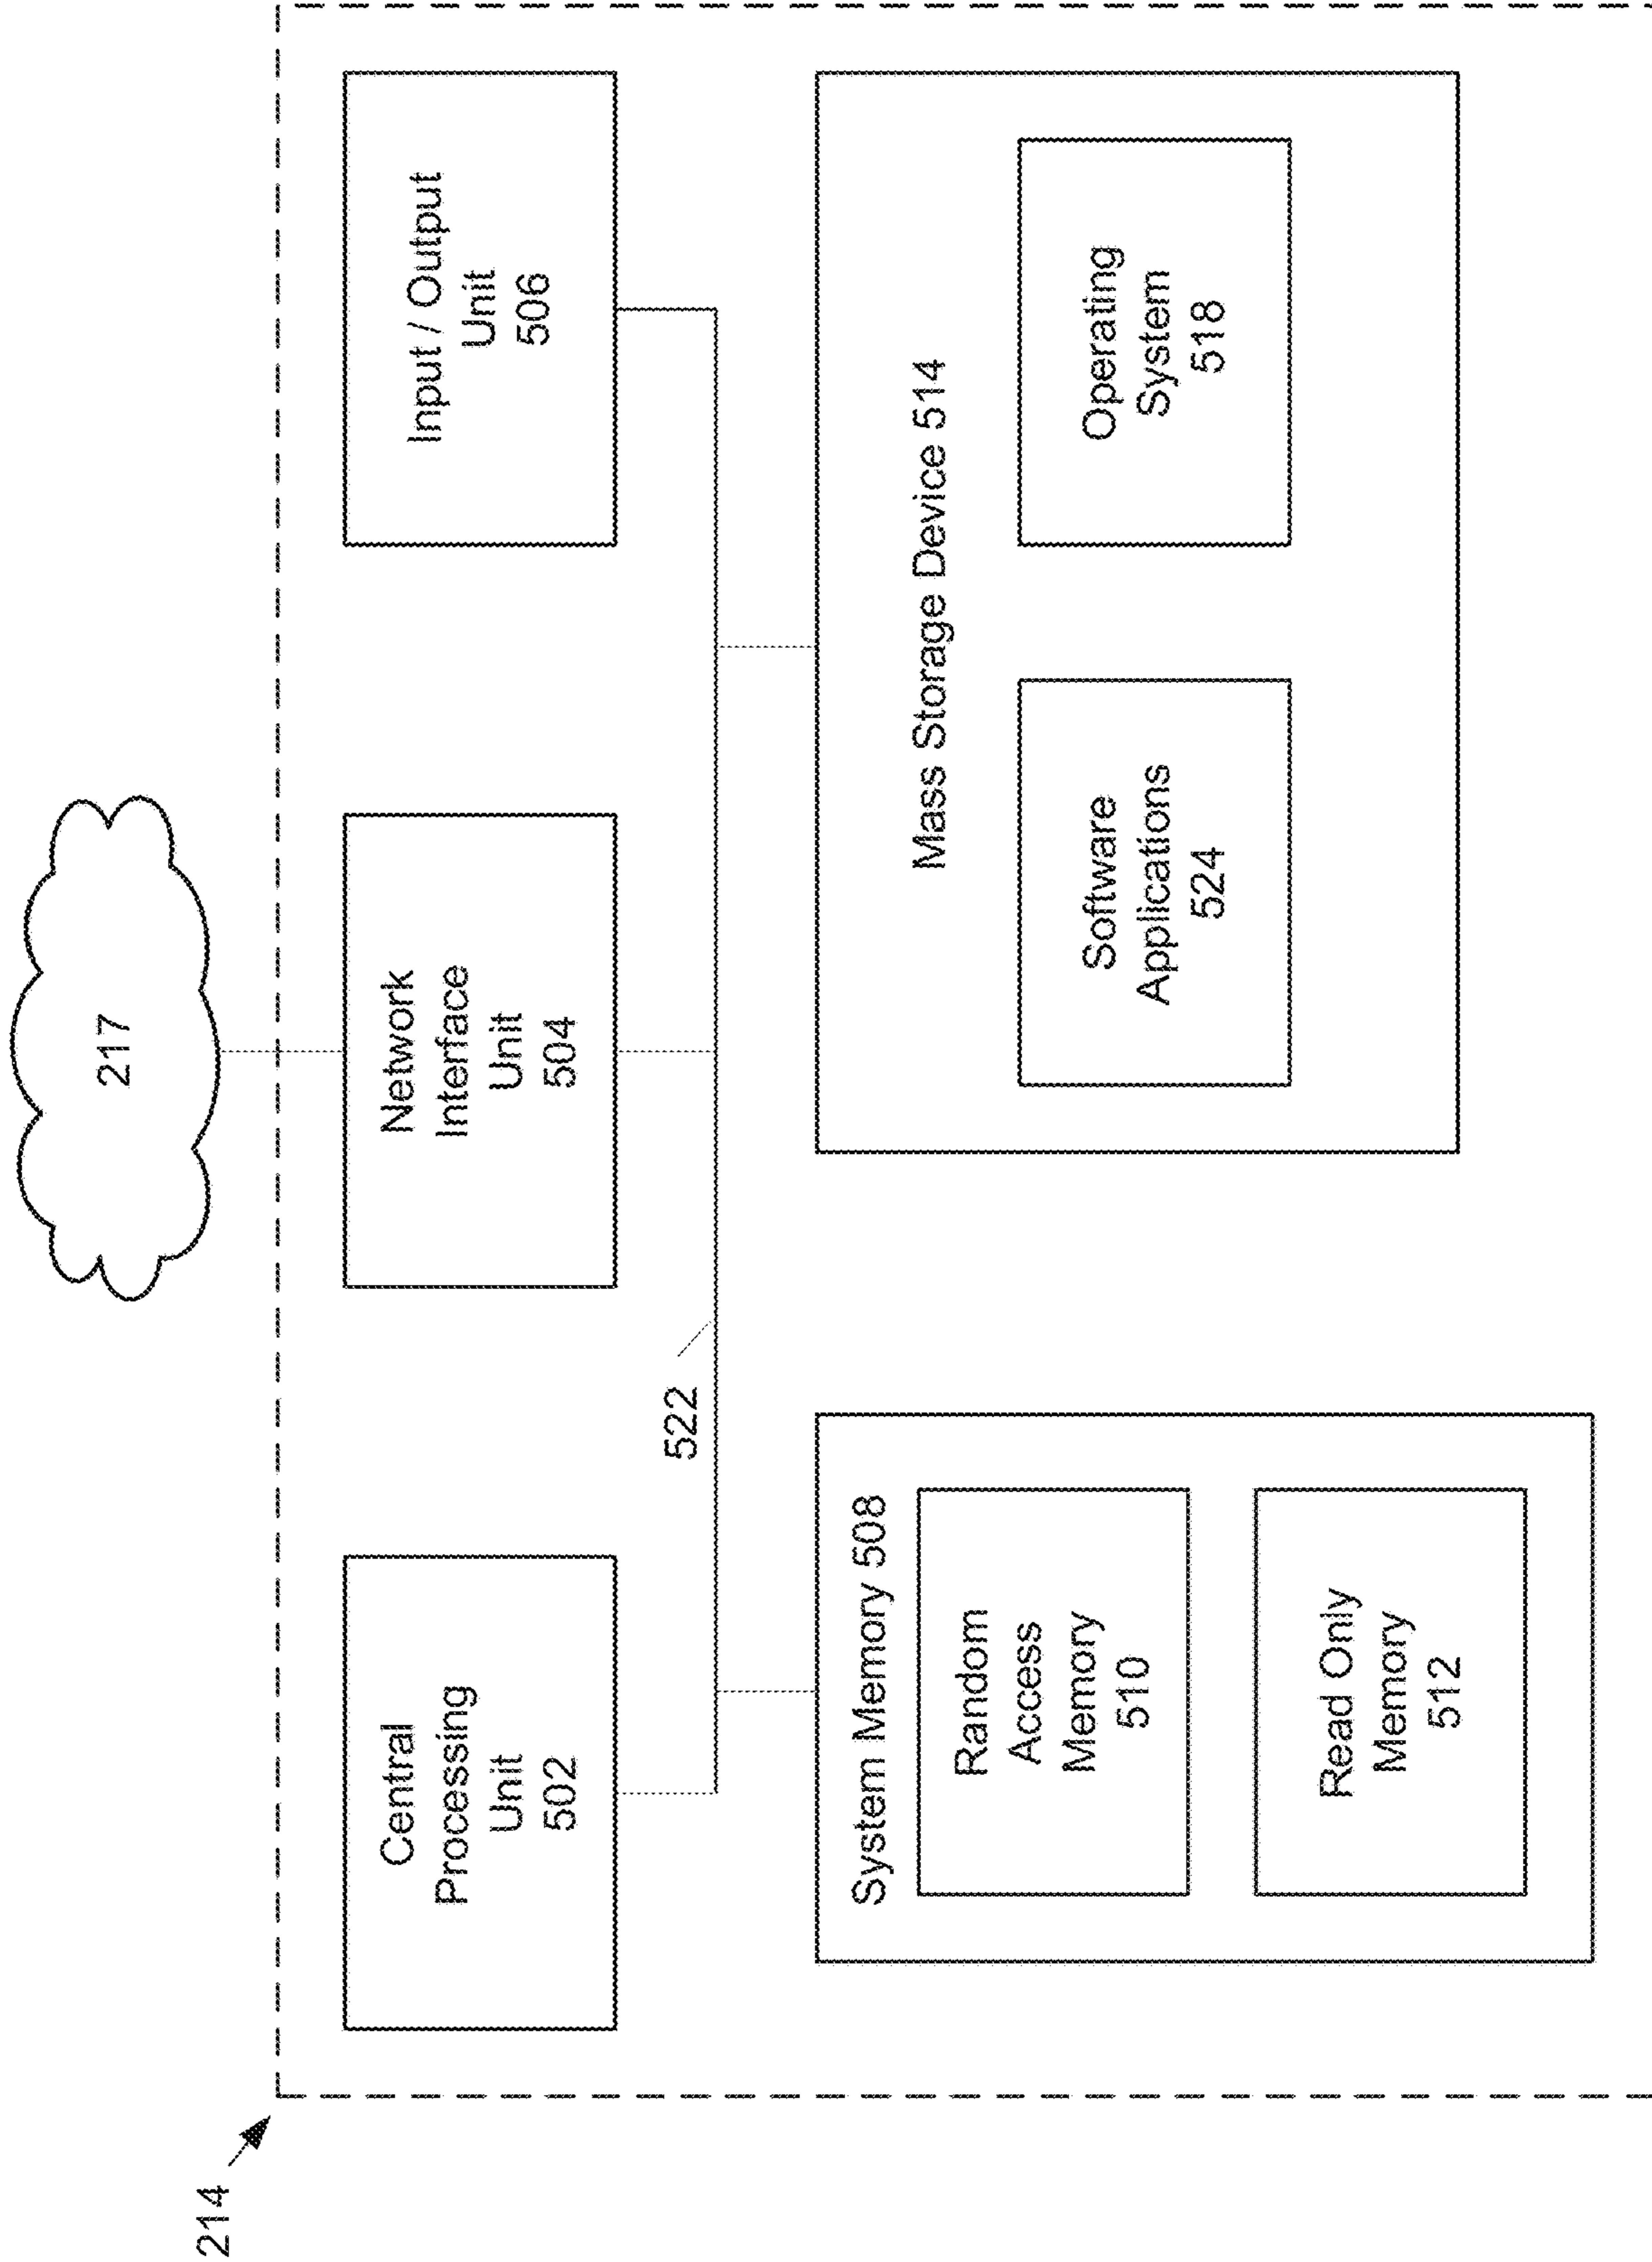 214
217
Central
Processing
Unit
502
Network
Interface
Unit
504
Input / Output
Unit
506
522
System Memory 508
Random
Access
Memory
510
Read Only
Memory
512
Mass Storage Device 514
Software
Applications
524
Operating
System
518